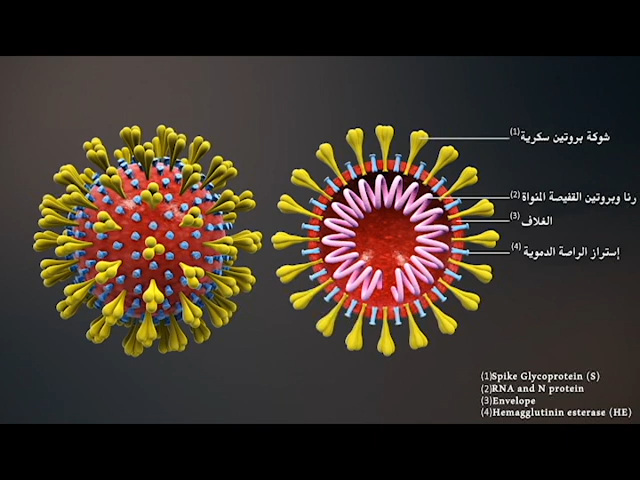 شوكة بروتين سكرية(1)
رنا وبروتين القفيصة المنواة(2)
الغلاف(3)
إستراز الراصة الدموية(4)
(1)Spike Glycoprotein (S)
(2)RNA and N protein
(3)Envelope
(4)Hemagglutinin esterase (HE)